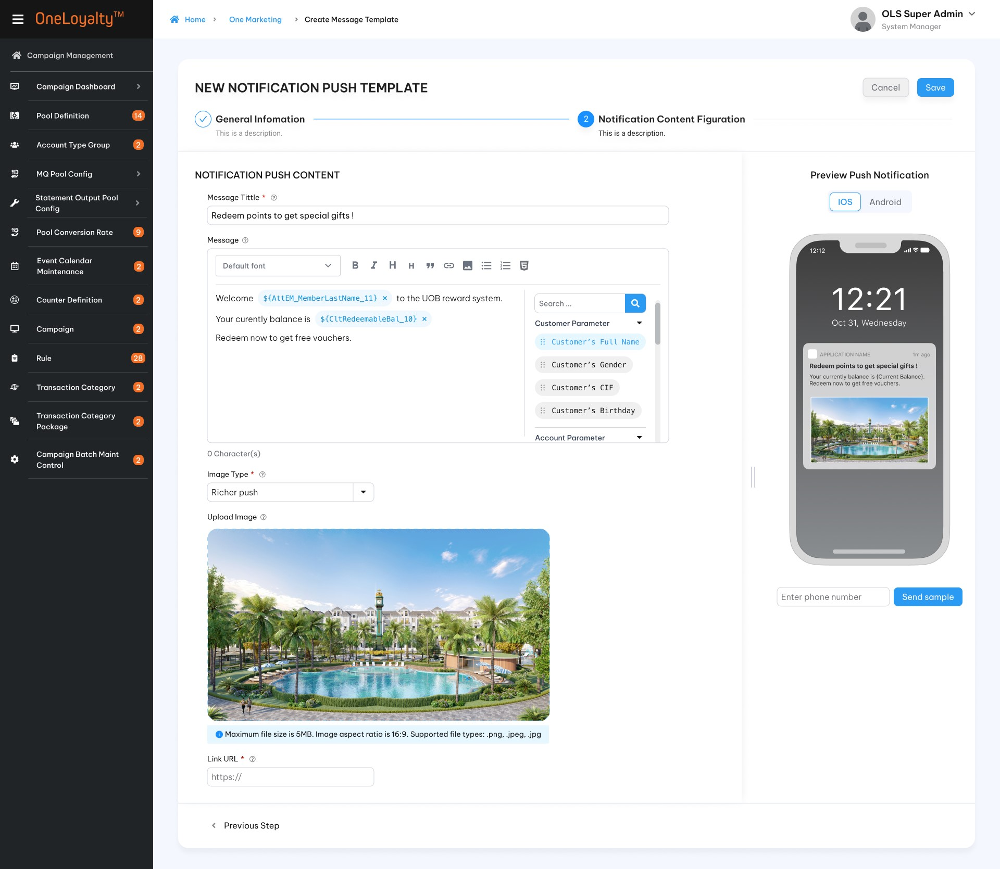 OneLoyalty™
Home
One Marketing
Create Message Template
OLS Super Admin
System Manager
Campaign Management
Campaign Dashboard
Pool Definition 14
Account Type Group 2
MQ Pool Config
Statement Output Pool
Config
Pool Conversion Rate 9
Event Calendar
Maintenance 2
Counter Definition 2
Campaign 2
Rule 28
Transaction Category 2
Transaction Category
Package 2
Campaign Batch Maint
Control 2
NEW NOTIFICATION PUSH TEMPLATE
Cancel
Save
General Infomation
This is a description.
2 Notification Content Figuration
This is a description.
NOTIFICATION PUSH CONTENT
Message Tittle *
Redeem points to get special gifts !
Message
Default font
B I H H
Welcome ${AttEM_MemberLastName_11} × to the UOB reward system.
Your curently balance is ${CltRedeemableBal_10} ×
Redeem now to get free vouchers.
Search ...
Customer Parameter
Customer’s Full Name
Customer’s Gender
Customer’s CIF
Customer’s Birthday
Account Parameter
0 Character(s)
Image Type *
Richer push
Upload Image
Maximum file size is 5MB. Image aspect ratio is 16:9. Supported file types: .png, .jpeg, .jpg
Link URL *
https://
Previous Step
Preview Push Notification
IOS
Android
12:12
12:21
Oct 31, Wednesday
APPLICATION NAME
1m ago
Redeem points to get special gifts !
Your currently balance is {Current Balance}.
Redeem now to get free vouchers.
Enter phone number
Send sample